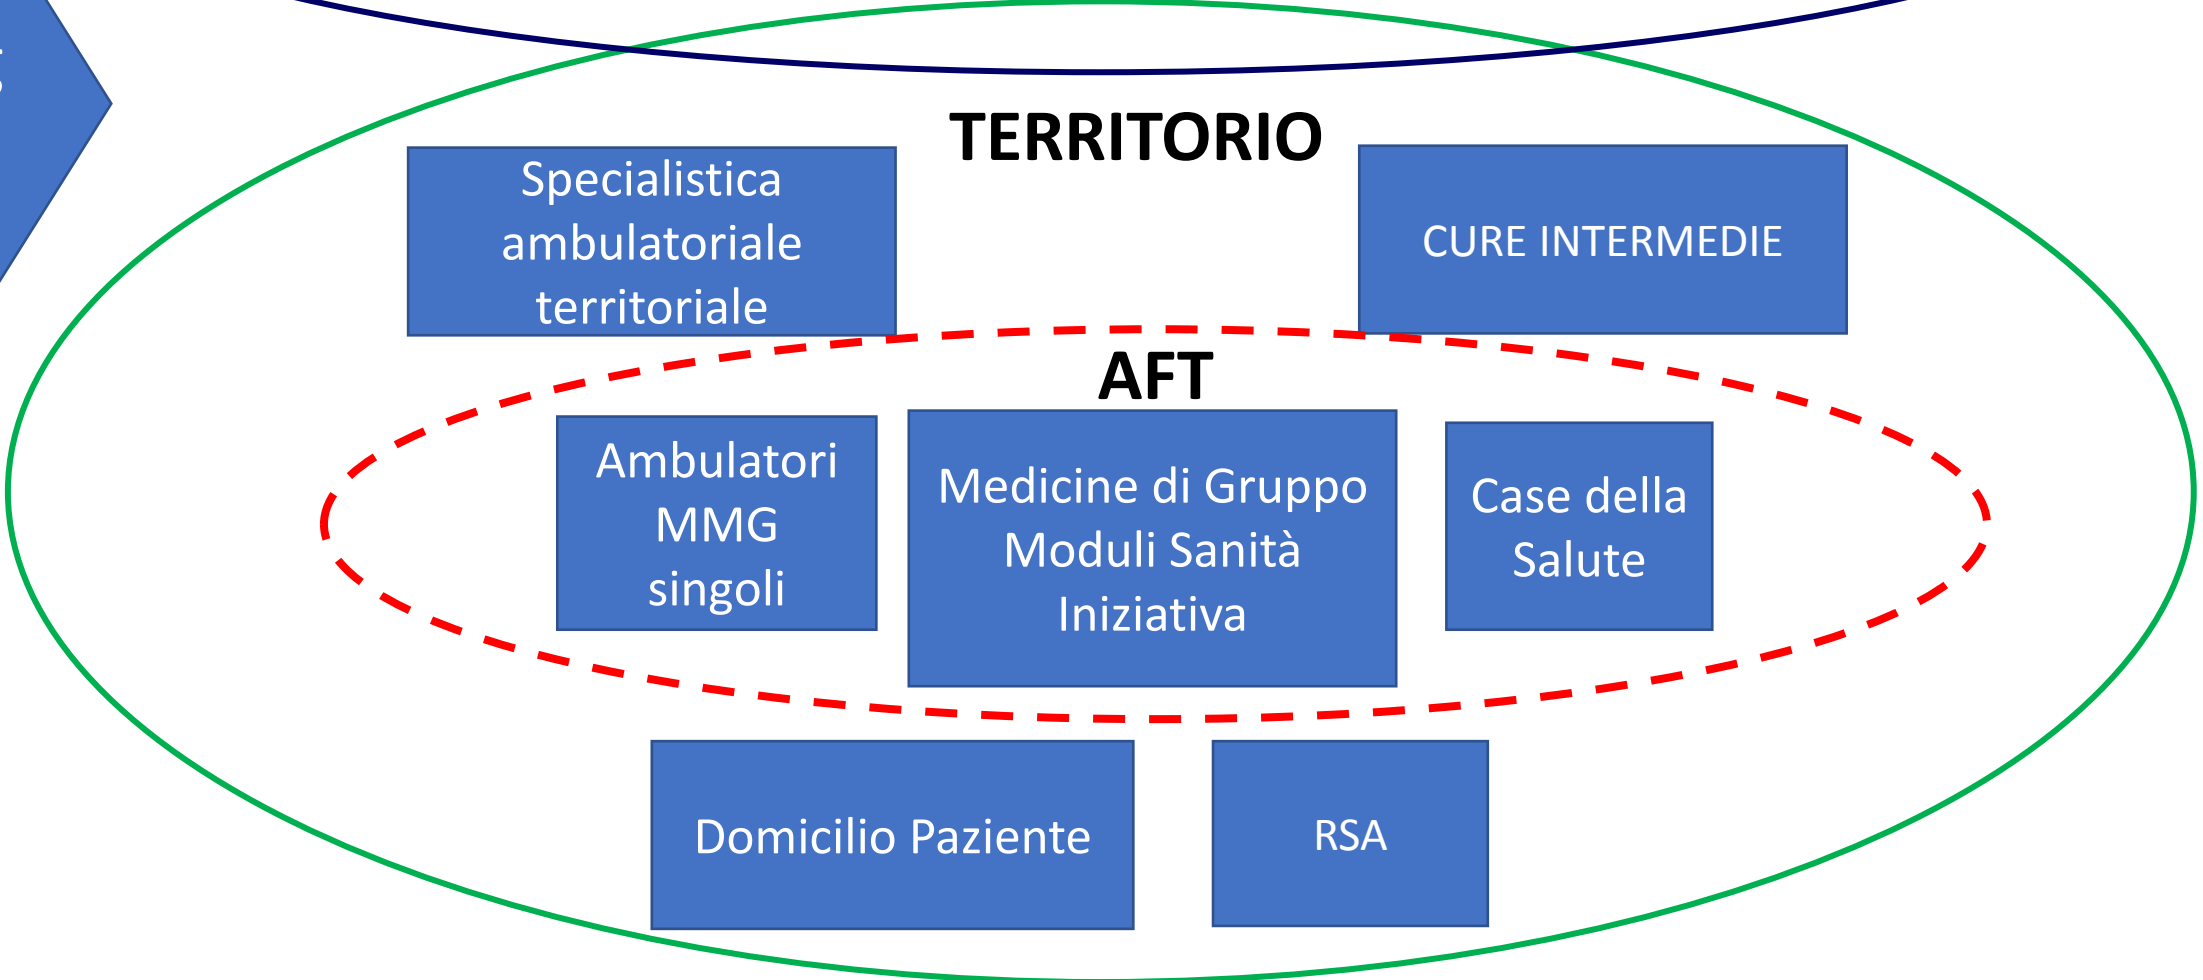 TERRITORIO
Specialistica
ambulatoriale
territoriale
CURE INTERMEDIE
AFT
Ambulatori
MMG
singoli
Medicine di Gruppo
Moduli Sanità
Iniziativa
Case della
Salute
Domicilio Paziente
RSA